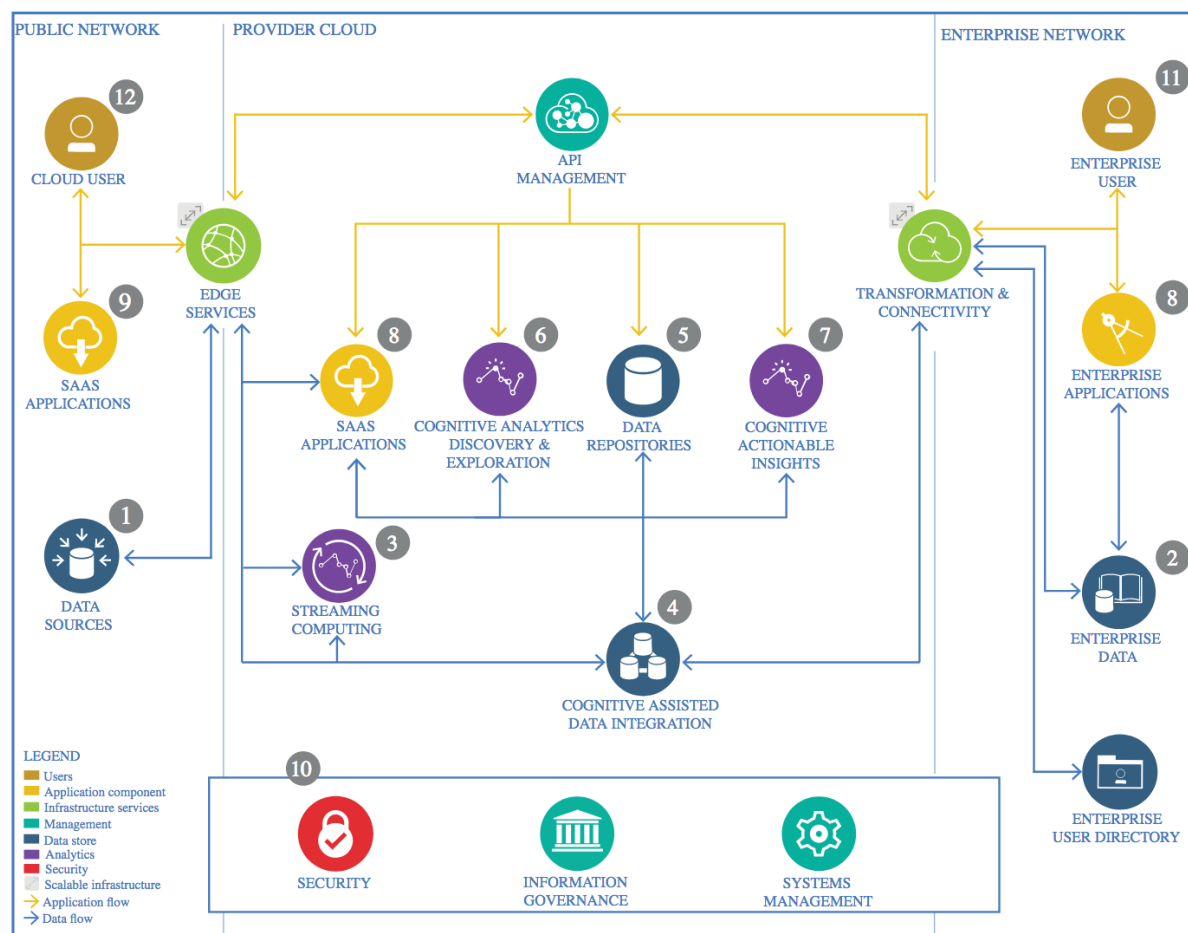 PUBLIC NETWORK
PROVIDER CLOUD
ENTERPRISE NETWORK
12
CLOUD USER
API
MANAGEMENT
11
ENTERPRISE
USER
EDGE
SERVICES
TRANSFORMATION &
CONNECTIVITY
9
SAAS
APPLICATIONS
8
SAAS
APPLICATIONS
6
COGNITIVE ANALYTICS
DISCOVERY &
EXPLORATION
5
DATA
REPOSITORIES
7
COGNITIVE
ACTIONABLE
INSIGHTS
8
ENTERPRISE
APPLICATIONS
1
DATA
SOURCES
3
STREAMING
COMPUTING
4
COGNITIVE ASSISTED
DATA INTEGRATION
2
ENTERPRISE
DATA
ENTERPRISE
USER DIRECTORY
LEGEND
Users
Application component
Infrastructure services
Management
Data store
Analytics
Security
Scalable infrastructure
Application flow
Data flow
10
SECURITY
INFORMATION
GOVERNANCE
SYSTEMS
MANAGEMENT